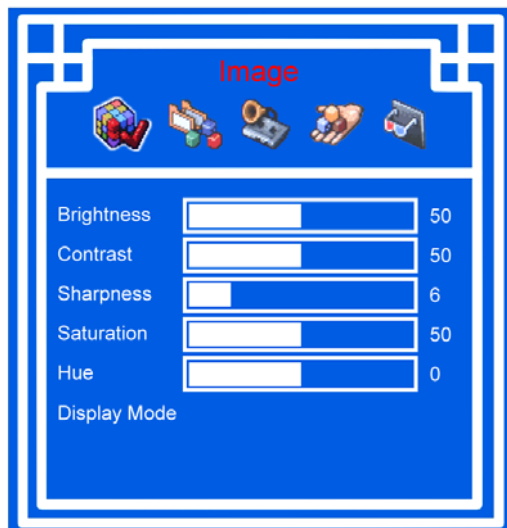 Image
Brightness 50
Contrast 50
Sharpness 6
Saturation 50
Hue 0
Display Mode